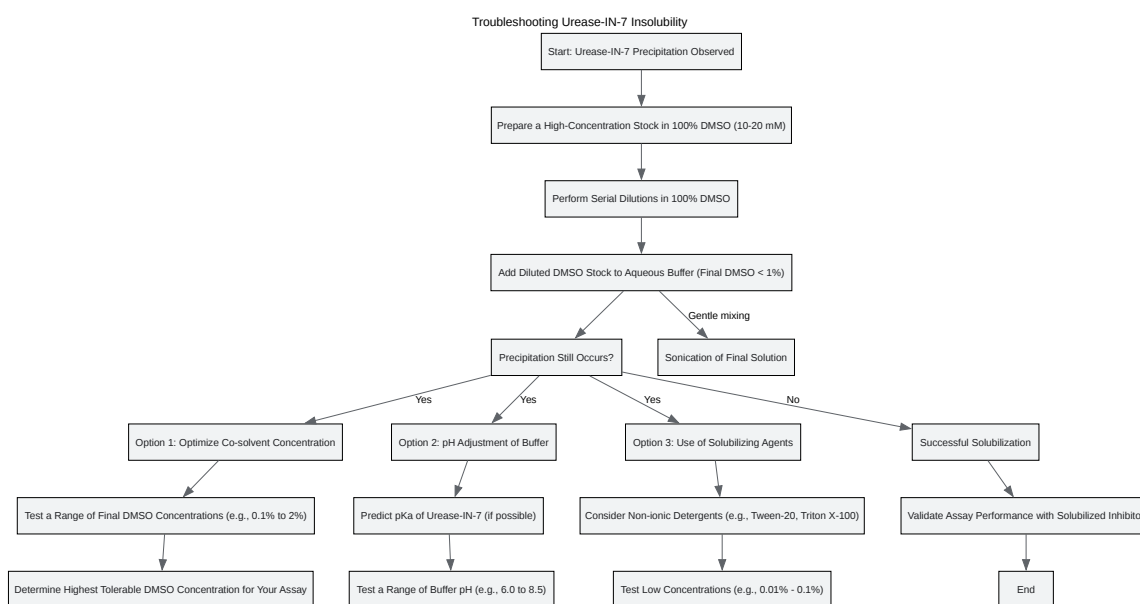 Troubleshooting Urease-IN-7 Insolubility
Start: Urease-IN-7 Precipitation Observed
Prepare a High-Concentration Stock in 100% DMSO (10-20 mM)
Perform Serial Dilutions in 100% DMSO
Add Diluted DMSO Stock to Aqueous Buffer (Final DMSO < 1%)
Gentle mixing
Precipitation Still Occurs?
Sonication of Final Solution
Yes
Yes
Yes
No
Option 1: Optimize Co-solvent Concentration
Option 2: pH Adjustment of Buffer
Option 3: Use of Solubilizing Agents
Successful Solubilization
Test a Range of Final DMSO Concentrations (e.g., 0.1% to 2%)
Predict pKa of Urease-IN-7 (if possible)
Consider Non-ionic Detergents (e.g., Tween-20, Triton X-100)
Validate Assay Performance with Solubilized Inhibito
Determine Highest Tolerable DMSO Concentration for Your Assay
Test a Range of Buffer pH (e.g., 6.0 to 8.5)
Test Low Concentrations (e.g., 0.01% - 0.1%)
End